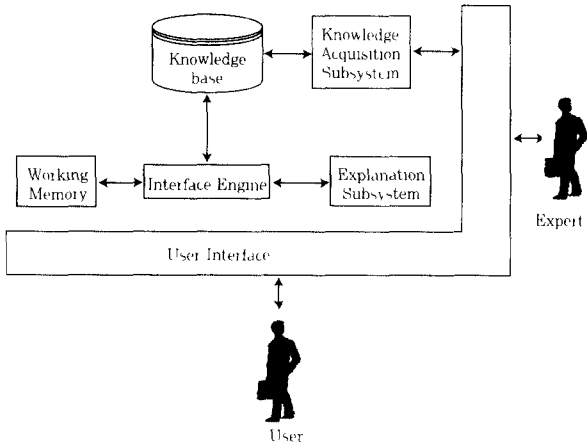 Knowledge
base
Knowledge
Acquisition
Subsystem
Working
Memory
Interface Engine
Explanation
Subsystem
Expert
User Interface
User